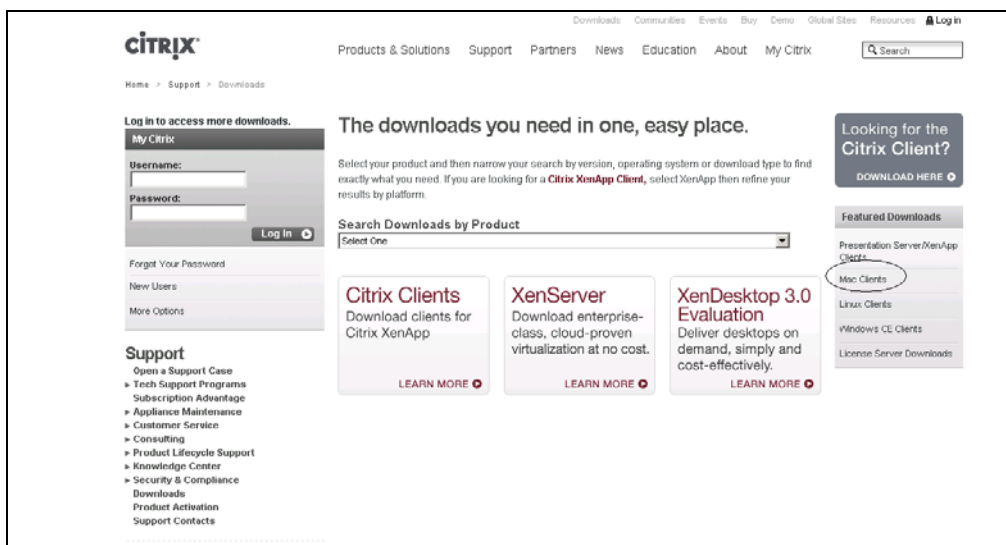 Downloads Communities Events Buy Demo Global Sites Resources Log in
CITRIX
Products & Solutions Support Partners News Education About My Citrix
Search
Home > Support > Downloads
Log in to access more downloads.
My Citrix
Username:
Password:
Log In
Forgot Your Password
New Users
More Options
Support
Open a Support Case
Tech Support Programs
Subscription Advantage
Appliance Maintenance
Customer Service
Consulting
Product Lifecycle Support
Knowledge Center
Security & Compliance
Downloads
Product Activation
Support Contacts
The downloads you need in one, easy place.
Select your product and then narrow your search by version, operating system or download type to find
exactly what you need. If you are looking for a Citrix XenApp Client, select XenApp then refine your
results by platform.
Search Downloads by Product
Select One
Citrix Clients
Download clients for
Citrix XenApp
LEARN MORE
XenServer
Download enterprise-
class, cloud-proven
virtualization at no cost.
LEARN MORE
XenDesktop 3.0
Evaluation
Deliver desktops on
demand, simply and
cost-effectively.
LEARN MORE
Looking for the
Citrix Client?
DOWNLOAD HERE
Featured Downloads
Presentation Server/XenApp
Clients
Mac Clients
Linux Clients
Windows CE Clients
License Server Downloads